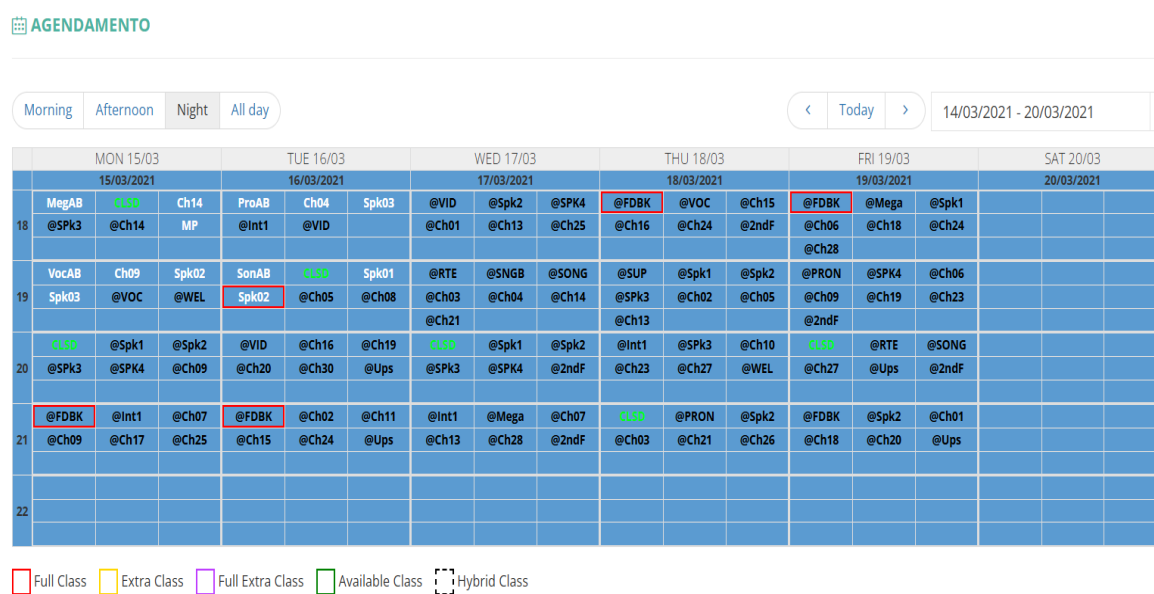 AGENDAMENTO
Morning Afternoon Night All day < Today > 14/03/2021 - 20/03/2021
MON 15/03 TUE 16/03 WED 17/03 THU 18/03 FRI 19/03 SAT 20/03
15/03/2021 16/03/2021 17/03/2021 18/03/2021 19/03/2021 20/03/2021
MegAB CLSD Ch14 ProAB Ch04 Spk03 @VID @Spk2 @SPK4 @FDBK @VOC @Ch15 @FDBK @Mega @Spk1
18 @SPk3 @Ch14 MP @Int1 @VID @Ch01 @Ch13 @Ch25 @Ch16 @Ch24 @2ndF @Ch06 @Ch18 @Ch24
@Ch28
VocAB Ch09 Spk02 SonAB CLSD Spk01 @RTE @SNGB @SONG @SUP @Spk1 @Spk2 @PRON @SPK4 @Ch06
19 Spk03 @VOC @WEL Spk02 @Ch05 @Ch08 @Ch03 @Ch04 @Ch14 @SPk3 @Ch02 @Ch05 @Ch09 @Ch19 @Ch23
@Ch21 @Ch13 @2ndF
CLSD @Spk1 @Spk2 @VID @Ch16 @Ch19 CLSD @Spk1 @Spk2 @Int1 @SPk3 @Ch10 CLSD @RTE @SONG
20 @SPk3 @SPK4 @Ch09 @Ch20 @Ch30 @Ups @SPk3 @SPK4 @2ndF @Ch23 @Ch27 @WEL @Ch27 @Ups @2ndF
@FDBK @Int1 @Ch07 @FDBK @Ch02 @Ch11 @Int1 @Mega @Ch07 CLSD @PRON @Spk2 @FDBK @Spk2 @Ch01
21 @Ch09 @Ch17 @Ch25 @Ch15 @Ch24 @Ups @Ch13 @Ch28 @2ndF @Ch03 @Ch21 @Ch26 @Ch18 @Ch20 @Ups
22
Full Class Extra Class Full Extra Class Available Class Hybrid Class